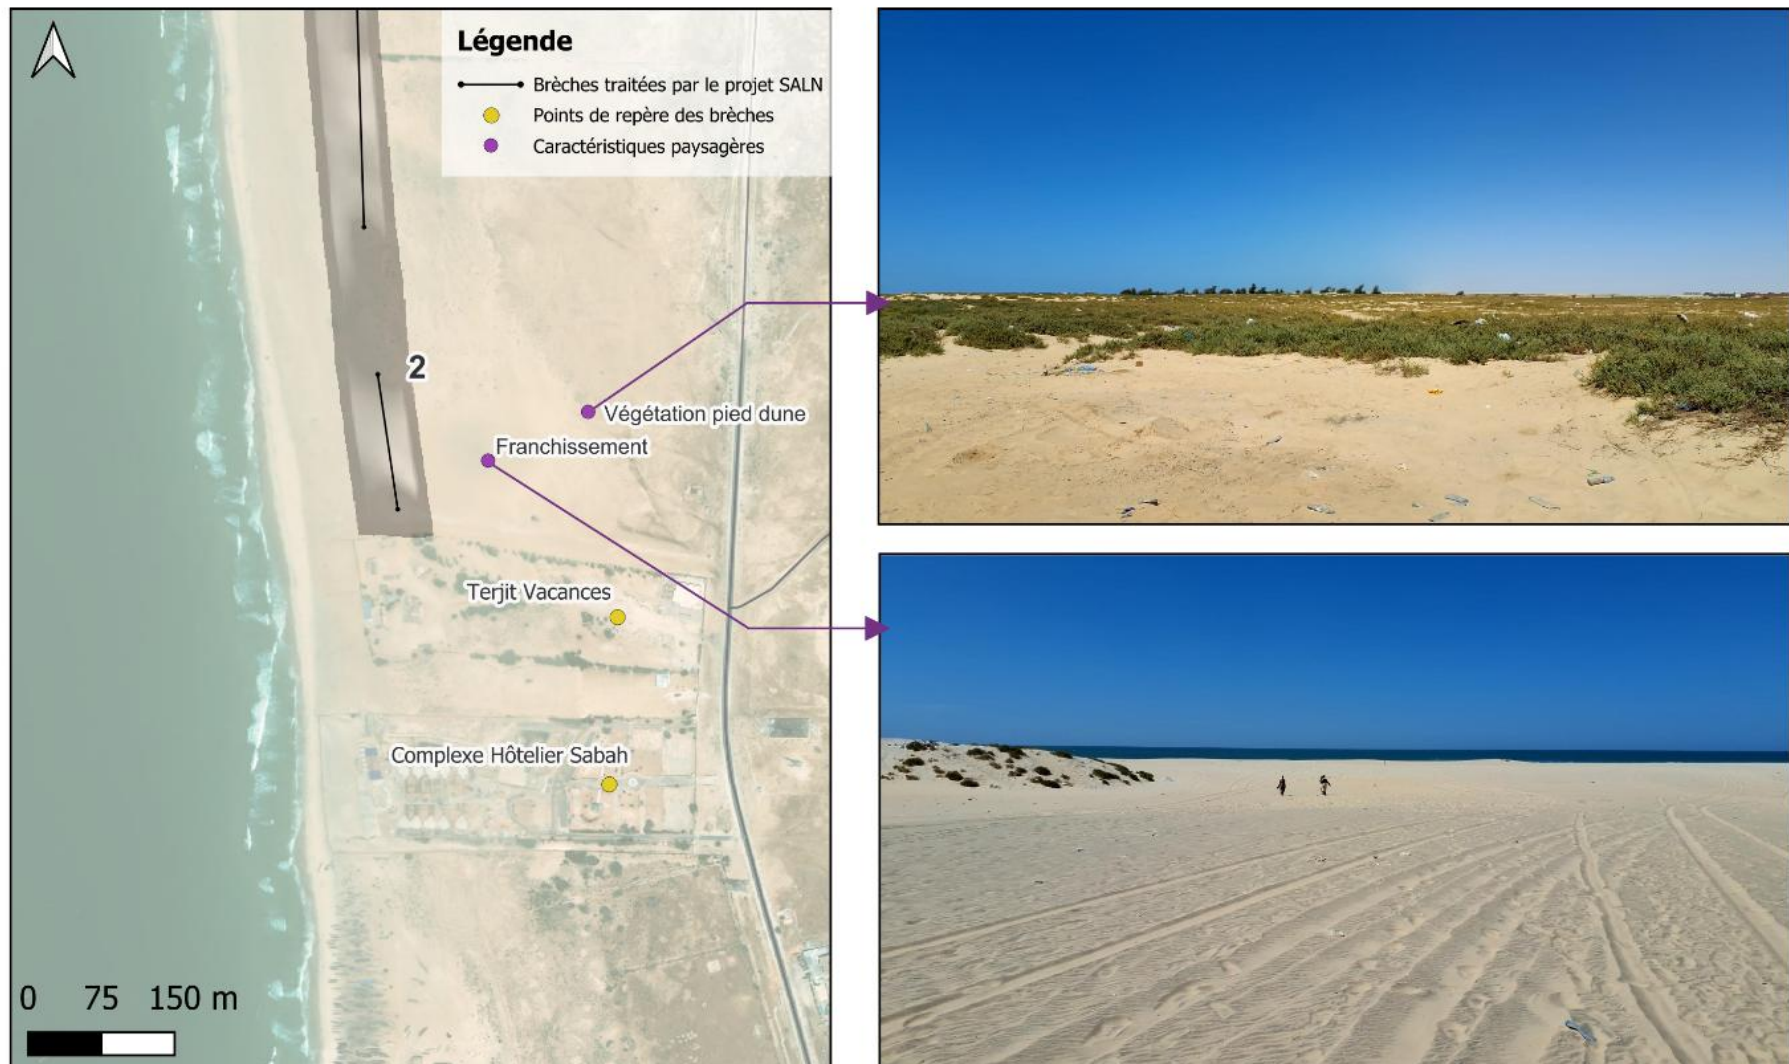 Légende
Brèches traitées par le projet SALN
Points de repère des brèches
Caractéristiques paysagères
2
Végétation pied dune
Franchissement
Terjit Vacances
Complexe Hôtelier Sabah
0 75 150 m